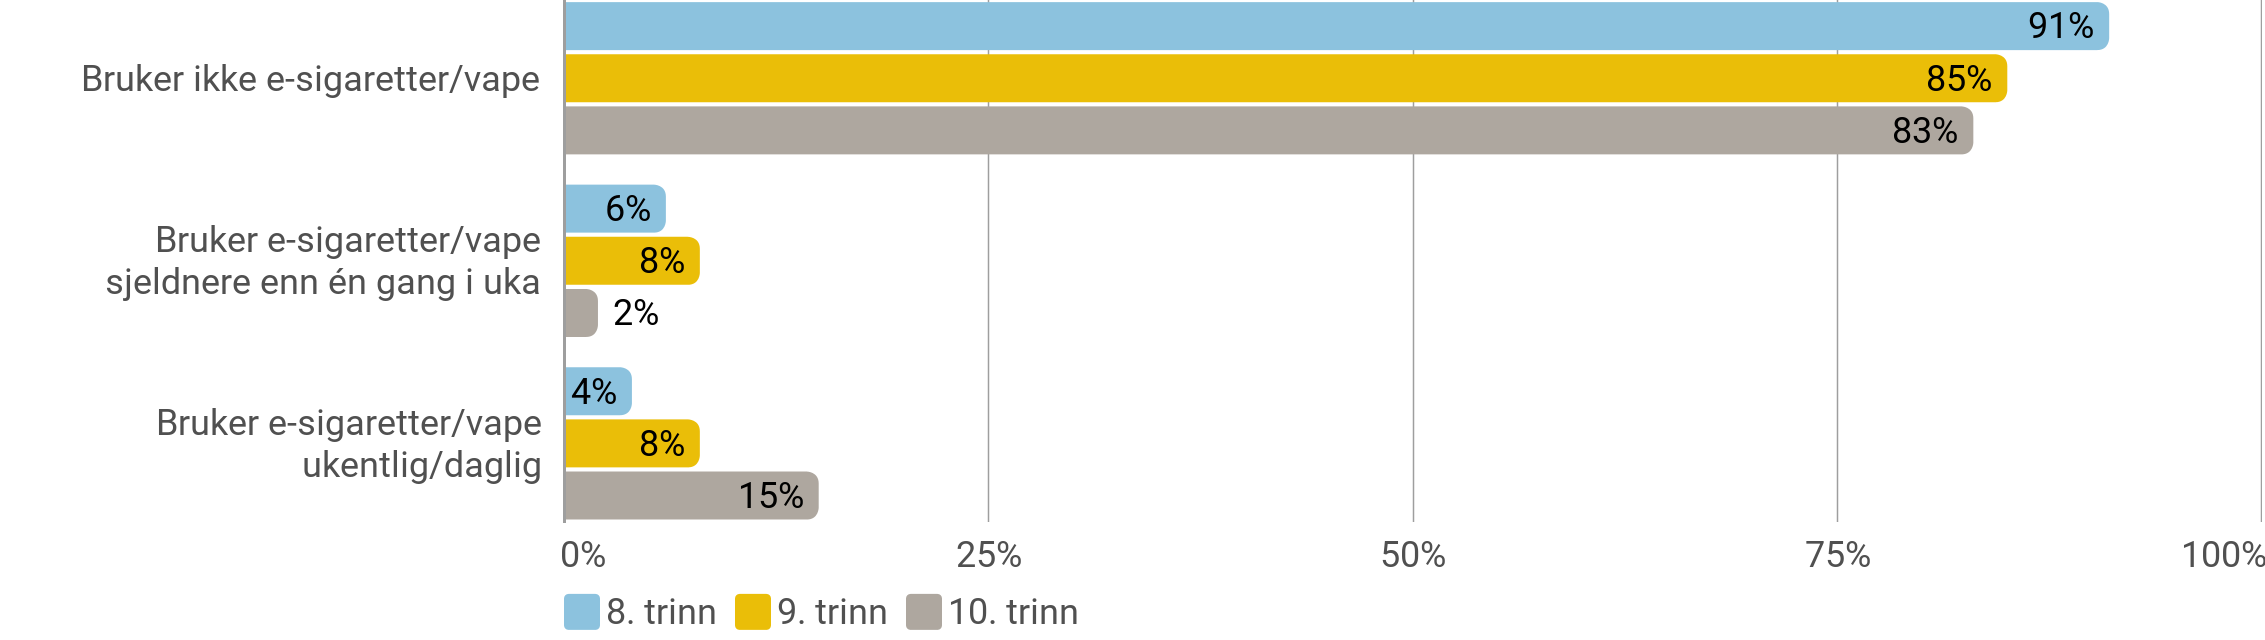 91%
Bruker ikke e-sigaretter/vape
85%
83%
6%
Bruker e-sigaretter/vape
sjeldnere enn én gang i uka
8%
2%
4%
Bruker e-sigaretter/vape
ukentlig/daglig
8%
15%
0% 25% 50% 75% 100%
8. trinn 9. trinn 10. trinn